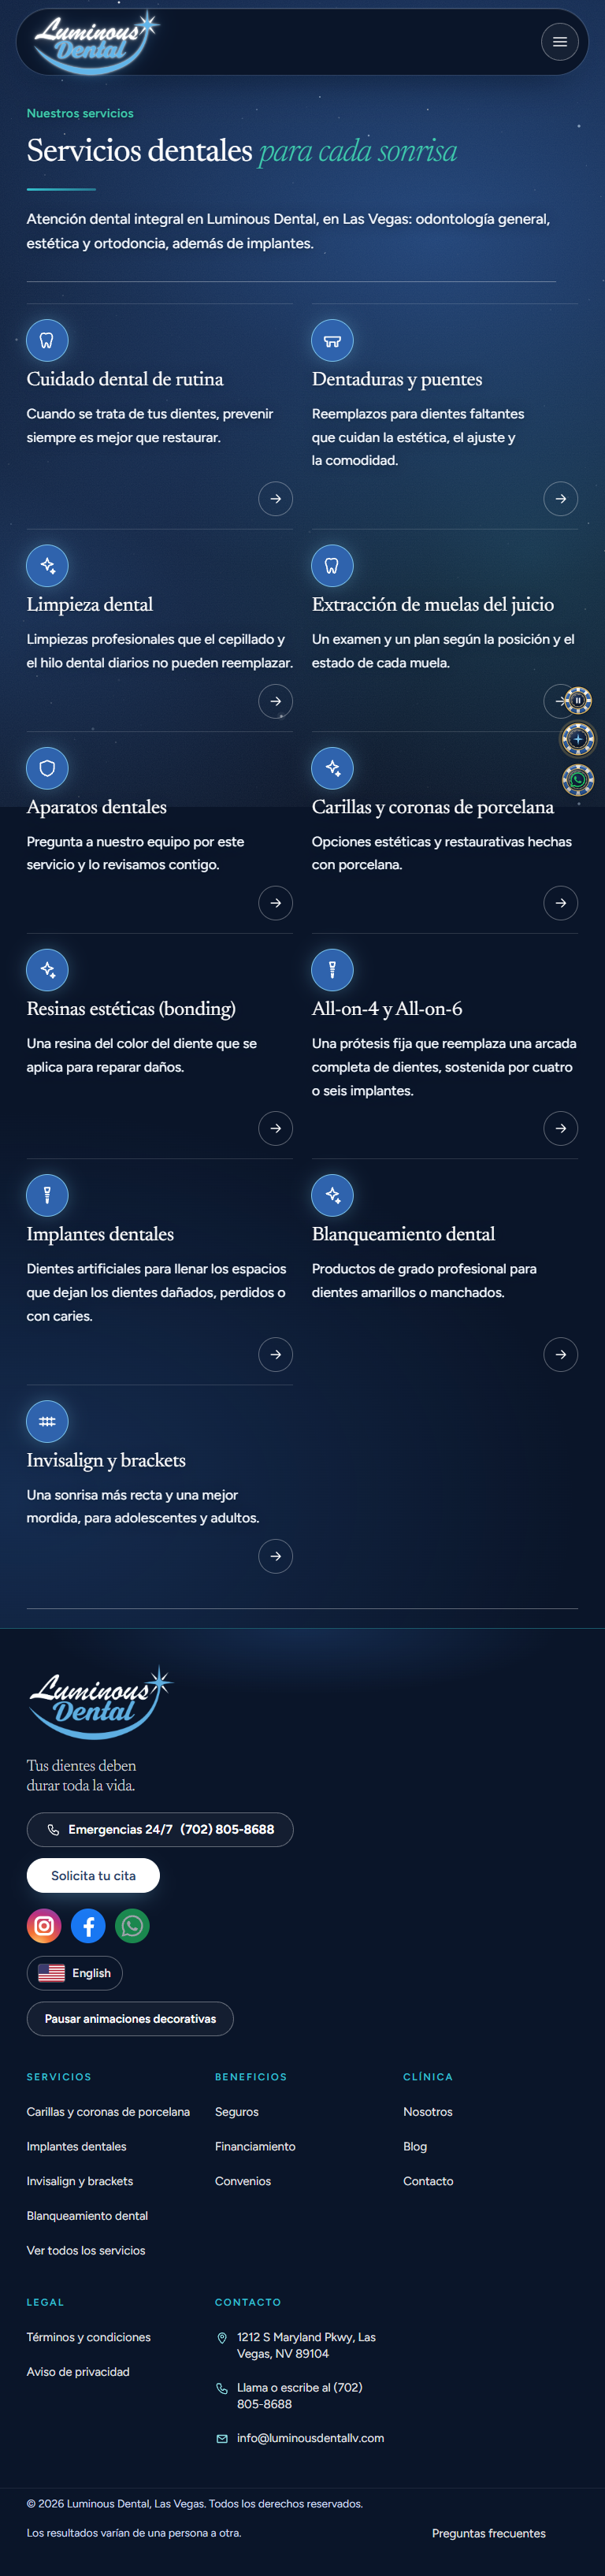 Luminous
Dental
Nuestros servicios
Servicios dentales para cada sonrisa
Atención dental integral en Luminous Dental, en Las Vegas: odontología general,
estética y ortodoncia, además de implantes.
Cuidado dental de rutina
Cuando se trata de tus dientes, prevenir
siempre es mejor que restaurar.
Dentaduras y puentes
Reemplazos para dientes faltantes
que cuidan la estética, el ajuste y
la comodidad.
Limpieza dental
Limpiezas profesionales que el cepillado y
el hilo dental diarios no pueden reemplazar.
Extracción de muelas del juicio
Un examen y un plan según la posición y el
estado de cada muela.
Aparatos dentales
Pregunta a nuestro equipo por este
servicio y lo revisamos contigo.
Carillas y coronas de porcelana
Opciones estéticas y restaurativas hechas
con porcelana.
Resinas estéticas (bonding)
Una resina del color del diente que se
aplica para reparar daños.
All-on-4 y All-on-6
Una prótesis fija que reemplaza una arcada
completa de dientes, sostenida por cuatro
o seis implantes.
Implantes dentales
Dientes artificiales para llenar los espacios
que dejan los dientes dañados, perdidos o
con caries.
Blanqueamiento dental
Productos de grado profesional para
dientes amarillos o manchados.
Invisalign y brackets
Una sonrisa más recta y una mejor
mordida, para adolescentes y adultos.
Luminous
Dental
Tus dientes deben
durar toda la vida.
Emergencias 24/7 (702) 805-8688
Solicita tu cita
English
Pausar animaciones decorativas
SERVICIOS
Carillas y coronas de porcelana
Implantes dentales
Invisalign y brackets
Blanqueamiento dental
Ver todos los servicios
BENEFICIOS
Seguros
Financiamiento
Convenios
CLÍNICA
Nosotros
Blog
Contacto
LEGAL
Términos y condiciones
Aviso de privacidad
CONTACTO
1212 S Maryland Pkwy, Las
Vegas, NV 89104
Llama o escribe al (702)
805-8688
info@luminousdentallv.com
© 2026 Luminous Dental, Las Vegas. Todos los derechos reservados.
Los resultados varían de una persona a otra.
Preguntas frecuentes